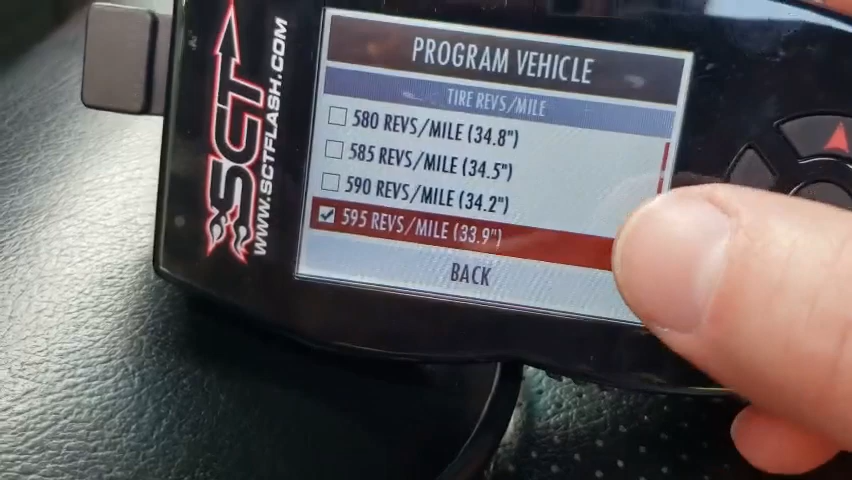 PROGRAM VEHICLE
TIRE REVS/MILE
580 REVS/MILE (34.8")
585 REVS/MILE (34.5")
590 REVS/MILE (34.2")
595 REVS/MILE (33.9")
BACK
SCT
WWW.SCTFLASH.COM